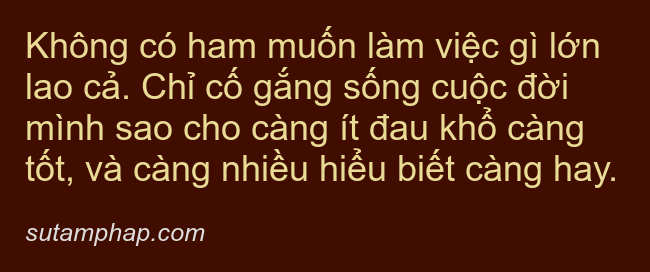 Không có ham muốn làm việc gì lớn
lao cả. Chỉ cố gắng sống cuộc đời
mình sao cho càng ít đau khổ càng
tốt, và càng nhiều hiểu biết càng hay.
sutamphap.com